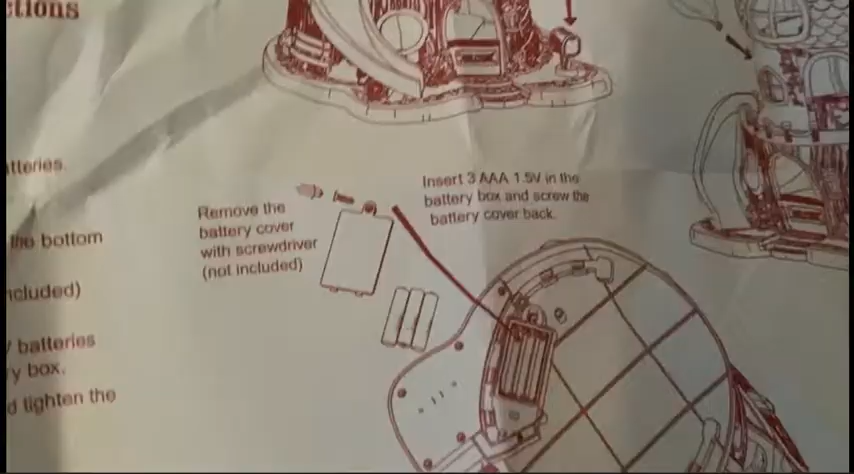 ctions
tteries.
the bottom
ncluded)
batteries
y box.
d tighten the
Remove the
battery cover
with screwdriver
(not included)
Insert 3 AAA 1.5V in the
battery box and screw the
battery cover back.